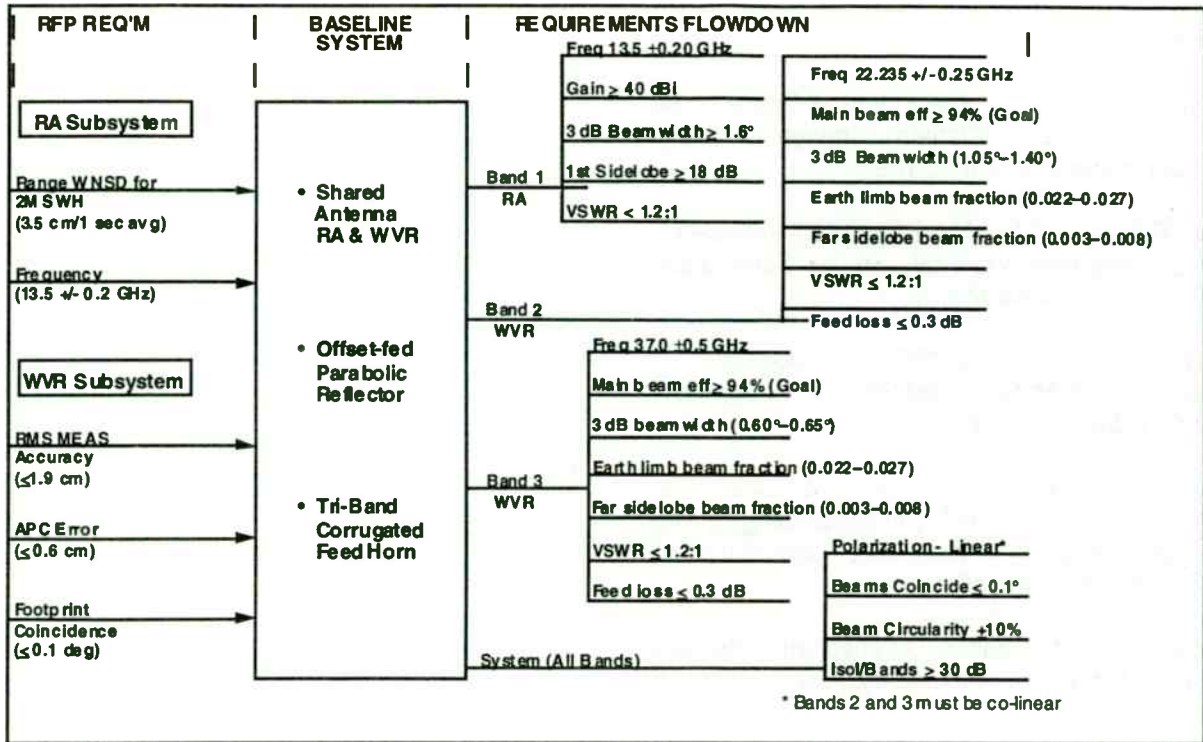 RFP REQ'M
BASELINE
SYSTEM
REQUIREMENTS FLOWDOWN
RA Subsystem
Range WNSD for
2M SWH
(3.5 cm/1 sec avg)
Frequency
(13.5 +/- 0.2 GHz)
WVR Subsystem
RMS MEAS
Accuracy
(≤1.9 cm)
APC Error
(≤0.6 cm)
Footprint
Coincidence
(≤0.1 deg)
• Shared
Antenna
RA & WVR
• Offset-fed
Parabolic
Reflector
• Tri-Band
Corrugated
Feed Horn
Band 1
RA
Freq 13.5 ±0.20 GHz
Gain ≥ 40 dBi
3 dB Beamwidth ≥ 1.6°
1st Sidelobe ≥ 18 dB
VSWR < 1.2:1
Band 2
WVR
Freq 22.235 +/-0.25 GHz
Main beam eff ≥ 94% (Goal)
3 dB Beamwidth (1.05°–1.40°)
Earth limb beam fraction (0.022–0.027)
Far sidelobe beam fraction (0.003–0.008)
VSWR ≤ 1.2:1
Feed loss ≤ 0.3 dB
Band 3
WVR
Freq 37.0 ±0.5 GHz
Main beam eff ≥ 94% (Goal)
3 dB beamwidth (0.60°–0.65°)
Earth limb beam fraction (0.022–0.027)
Far sidelobe beam fraction (0.003–0.008)
VSWR ≤ 1.2:1
Feed loss ≤ 0.3 dB
System (All Bands)
Polarization - Linear*
Beams Coincide ≤ 0.1°
Beam Circularity ±10%
Isol/Bands ≥ 30 dB
* Bands 2 and 3 must be co-linear